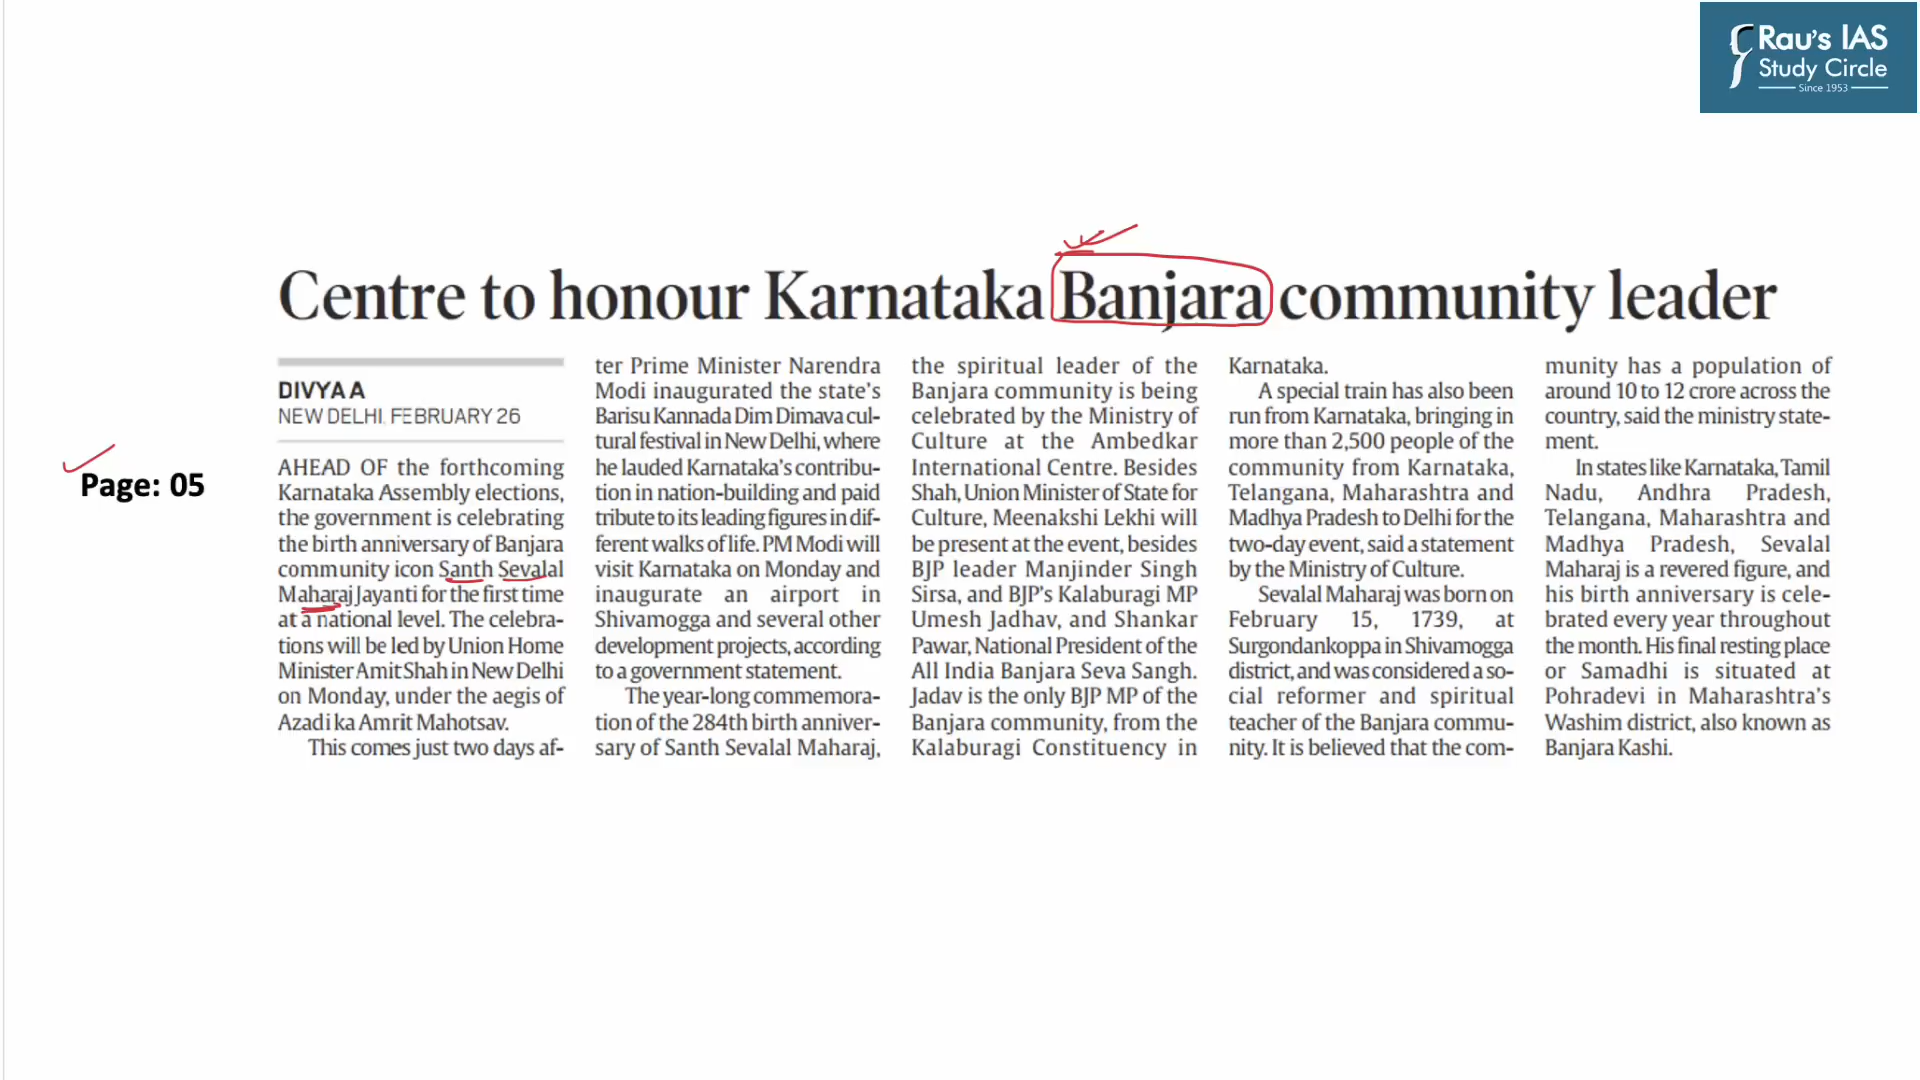 Rau's IAS
Study Circle
Since 1953
Centre to honour Karnataka Banjara community leader
Page: 05
DIVYA A
NEW DELHI, FEBRUARY 26
AHEAD OF the forthcoming
Karnataka Assembly elections,
the government is celebrating
the birth anniversary of Banjara
community icon Santh Sevalal
Maharaj Jayanti for the first time
at a national level. The celebra-
tions will be led by Union Home
Minister Amit Shah in New Delhi
on Monday, under the aegis of
Azadi ka Amrit Mahotsav.
This comes just two days af-
ter Prime Minister Narendra
Modi inaugurated the state's
Barisu Kannada Dim Dimava cul-
tural festival in New Delhi, where
he lauded Karnataka's contribu-
tion in nation-building and paid
tribute to its leading figures in dif-
ferent walks of life. PM Modi will
visit Karnataka on Monday and
inaugurate an airport in
Shivamogga and several other
development projects, according
to a government statement.
The year-long commemora-
tion of the 284th birth anniver-
sary of Santh Sevalal Maharaj,
the spiritual leader of the
Banjara community is being
celebrated by the Ministry of
Culture at the Ambedkar
International Centre. Besides
Shah, Union Minister of State for
Culture, Meenakshi Lekhi will
be present at the event, besides
BJP leader Manjinder Singh
Sirsa, and BJP's Kalaburagi MP
Umesh Jadhav, and Shankar
Pawar, National President of the
All India Banjara Seva Sangh.
Jadav is the only BJP MP of the
Banjara community, from the
Kalaburagi Constituency in
Karnataka.
A special train has also been
run from Karnataka, bringing in
more than 2,500 people of the
community from Karnataka,
Telangana, Maharashtra and
Madhya Pradesh to Delhi for the
two-day event, said a statement
by the Ministry of Culture.
Sevalal Maharaj was born on
February 15, 1739, at
Surgondankoppa in Shivamogga
district, and was considered a so-
cial reformer and spiritual
teacher of the Banjara commu-
nity. It is believed that the com-
munity has a population of
around 10 to 12 crore across the
country, said the ministry state-
ment.
In states like Karnataka, Tamil
Nadu, Andhra Pradesh,
Telangana, Maharashtra and
Madhya Pradesh, Sevalal
Maharaj is a revered figure, and
his birth anniversary is cele-
brated every year throughout
the month. His final resting place
or Samadhi is situated at
Pohradevi in Maharashtra's
Washim district, also known as
Banjara Kashi.